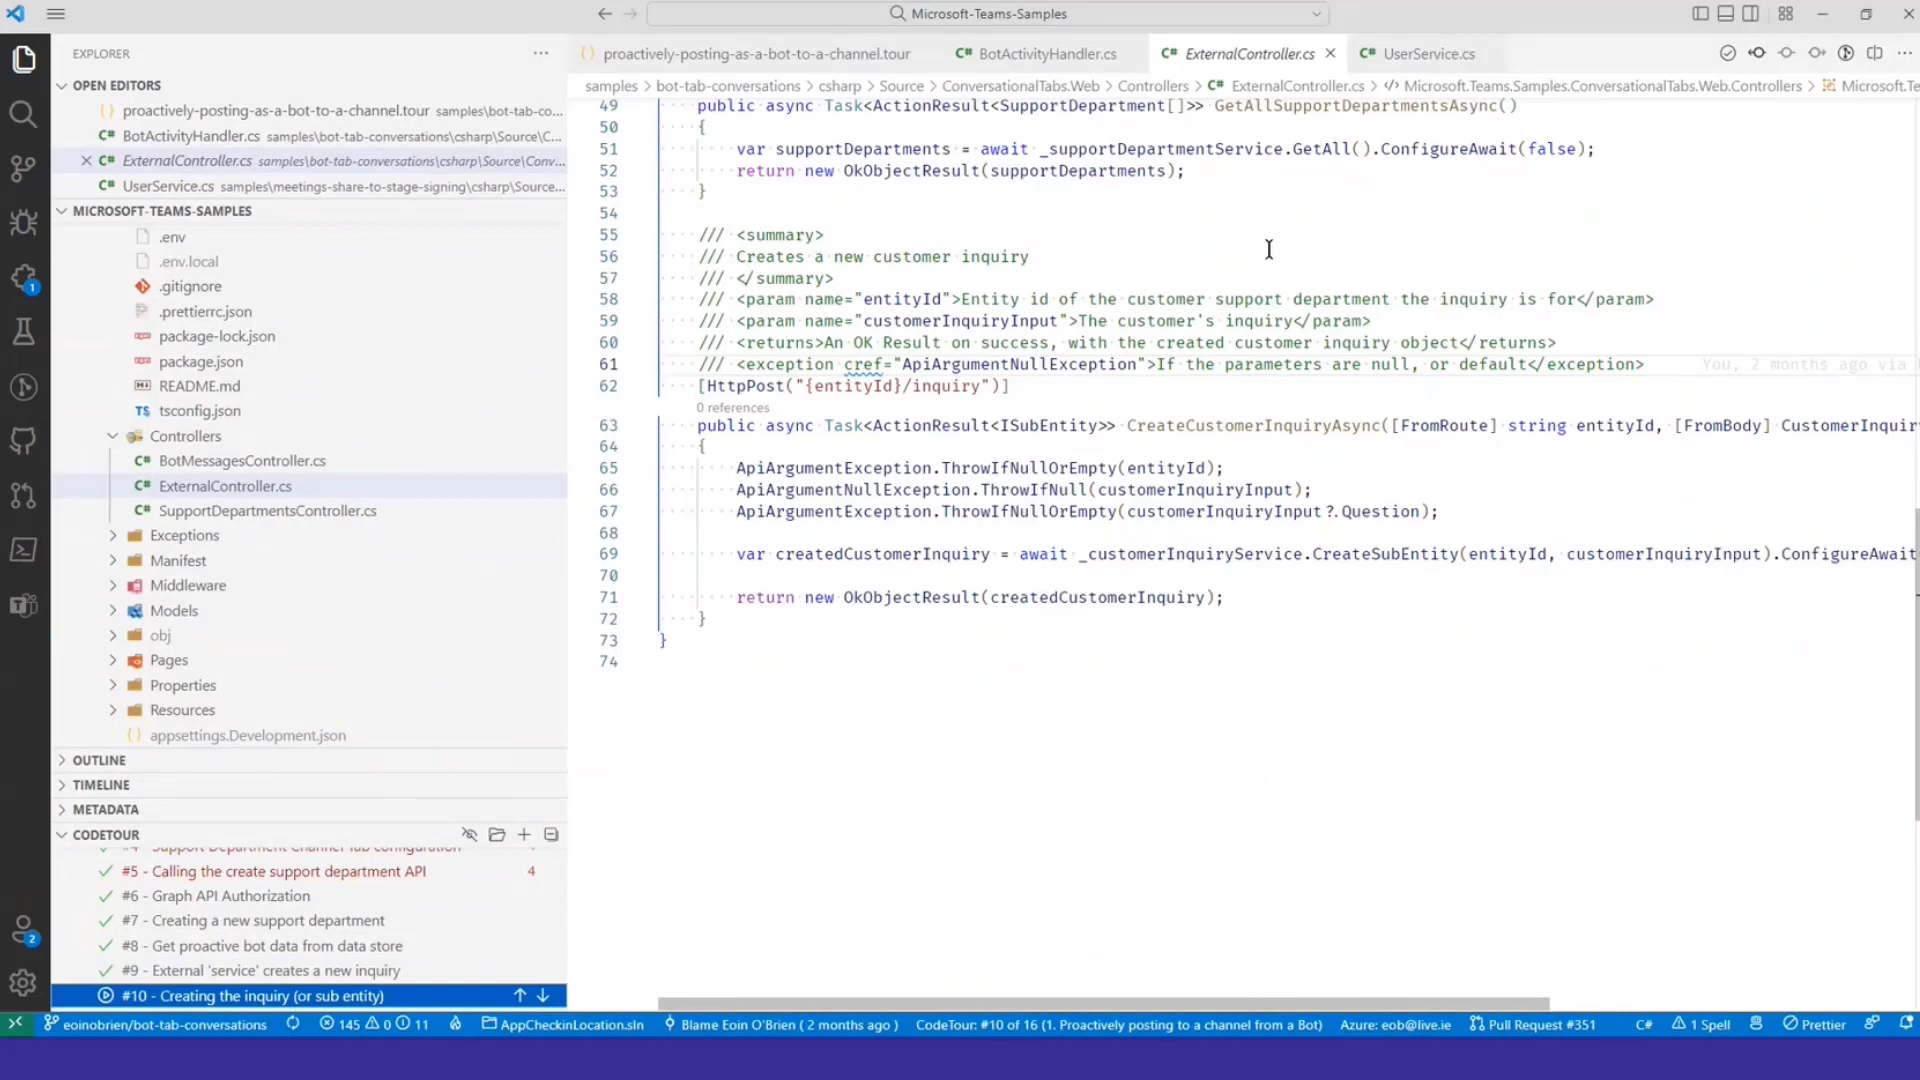 Microsoft-Teams-Samples
EXPLORER
OPEN EDITORS
proactively-posting-as-a-bot-to-a-channel.tour samples\bot-tab-co...
C# BotActivityHandler.cs samples\bot-tab-conversations\csharp\Source\C...
C# ExternalController.cs samples\bot-tab-conversations\csharp\Source\Conv...
C# UserService.cs samples\meetings-share-to-stage-signing\csharp\Source...
MICROSOFT-TEAMS-SAMPLES
.env
.env.local
.gitignore
.prettierrc.json
package-lock.json
package.json
README.md
TS tsconfig.json
Controllers
C# BotMessagesController.cs
C# ExternalController.cs
C# SupportDepartmentsController.cs
Exceptions
Manifest
Middleware
Models
obj
Pages
Properties
Resources
{} appsettings.Development.json
OUTLINE
TIMELINE
METADATA
CODETOUR
#4 - Support Department Channel Tab configuration
#5 - Calling the create support department API 4
#6 - Graph API Authorization
#7 - Creating a new support department
#8 - Get proactive bot data from data store
#9 - External 'service' creates a new inquiry
#10 - Creating the inquiry (or sub entity)
1
2
{} proactively-posting-as-a-bot-to-a-channel.tour C# BotActivityHandler.cs C# ExternalController.cs C# UserService.cs
samples > bot-tab-conversations > csharp > Source > ConversationalTabs.Web > Controllers > C# ExternalController.cs > Microsoft.Teams.Samples.ConversationalTabs.Web.Controllers > Microsoft.Te
49 public async Task<ActionResult<SupportDepartment[]>> GetAllSupportDepartmentsAsync()
50 {
51 var supportDepartments = await _supportDepartmentService.GetAll().ConfigureAwait(false);
52 return new OkObjectResult(supportDepartments);
53 }
54
55 /// <summary>
56 /// Creates a new customer inquiry
57 /// </summary>
58 /// <param name="entityId">Entity id of the customer support department the inquiry is for</param>
59 /// <param name="customerInquiryInput">The customer's inquiry</param>
60 /// <returns>An OK Result on success, with the created customer inquiry object</returns>
61 /// <exception cref="ApiArgumentNullException">If the parameters are null, or default</exception> You, 2 months ago via
62 [HttpPost("{entityId}/inquiry")]
0 references
63 public async Task<ActionResult<ISubEntity>> CreateCustomerInquiryAsync([FromRoute] string entityId, [FromBody] CustomerInquir
64 {
65 ApiArgumentException.ThrowIfNullOrEmpty(entityId);
66 ApiArgumentNullException.ThrowIfNull(customerInquiryInput);
67 ApiArgumentException.ThrowIfNullOrEmpty(customerInquiryInput?.Question);
68
69 var createdCustomerInquiry = await _customerInquiryService.CreateSubEntity(entityId, customerInquiryInput).ConfigureAwait
70
71 return new OkObjectResult(createdCustomerInquiry);
72 }
73 }
74
eoinobrien/bot-tab-conversations 145 0 11 AppCheckinLocation.sln Blame Eoin O'Brien ( 2 months ago ) CodeTour: #10 of 16 (1. Proactively posting to a channel from a Bot) Azure: eob@live.ie Pull Request #351 C# 1 Spell Prettier